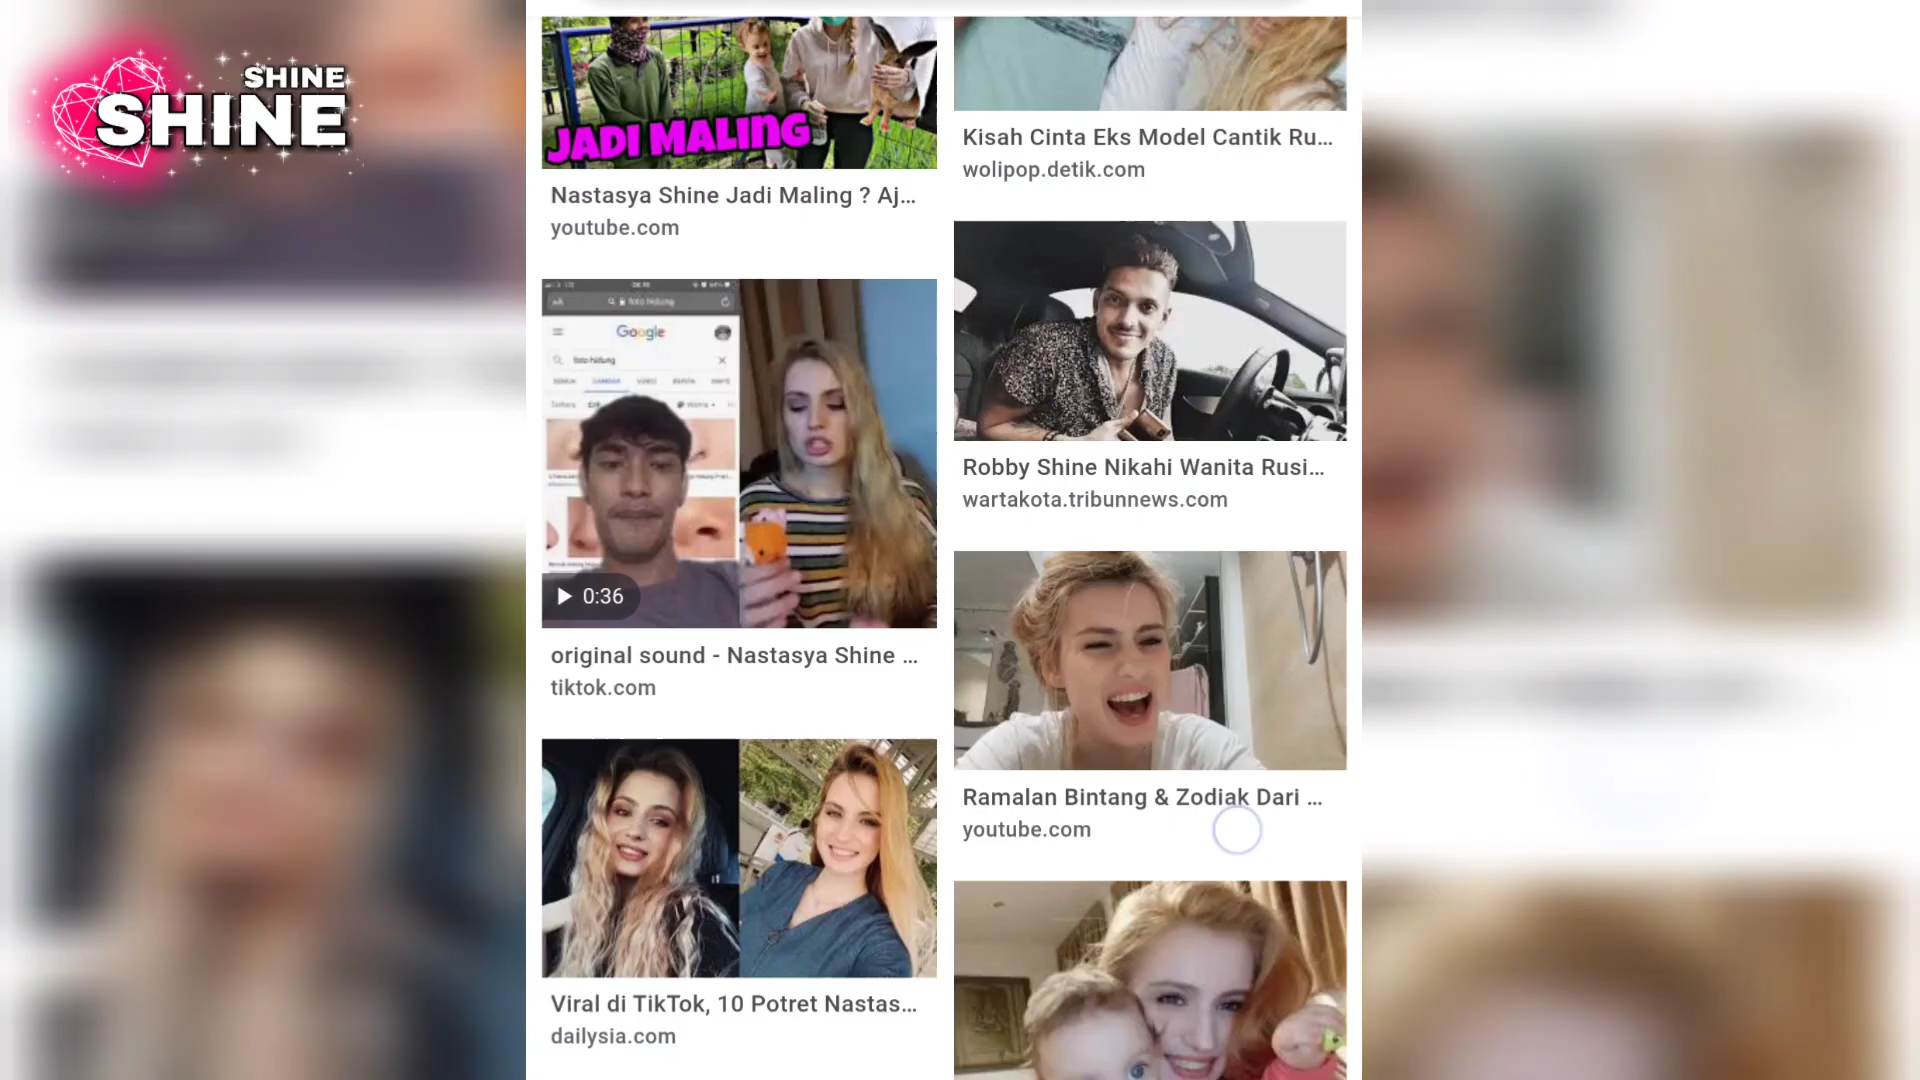 SHINE
SHINE
JADI MALING
Nastasya Shine Jadi Maling ? Aj...
youtube.com
Google
foto hidung
0:36
original sound - Nastasya Shine ...
tiktok.com
Viral di TikTok, 10 Potret Nastas...
dailysia.com
Kisah Cinta Eks Model Cantik Ru...
wolipop.detik.com
Robby Shine Nikahi Wanita Rusi...
wartakota.tribunnews.com
Ramalan Bintang & Zodiak Dari ...
youtube.com